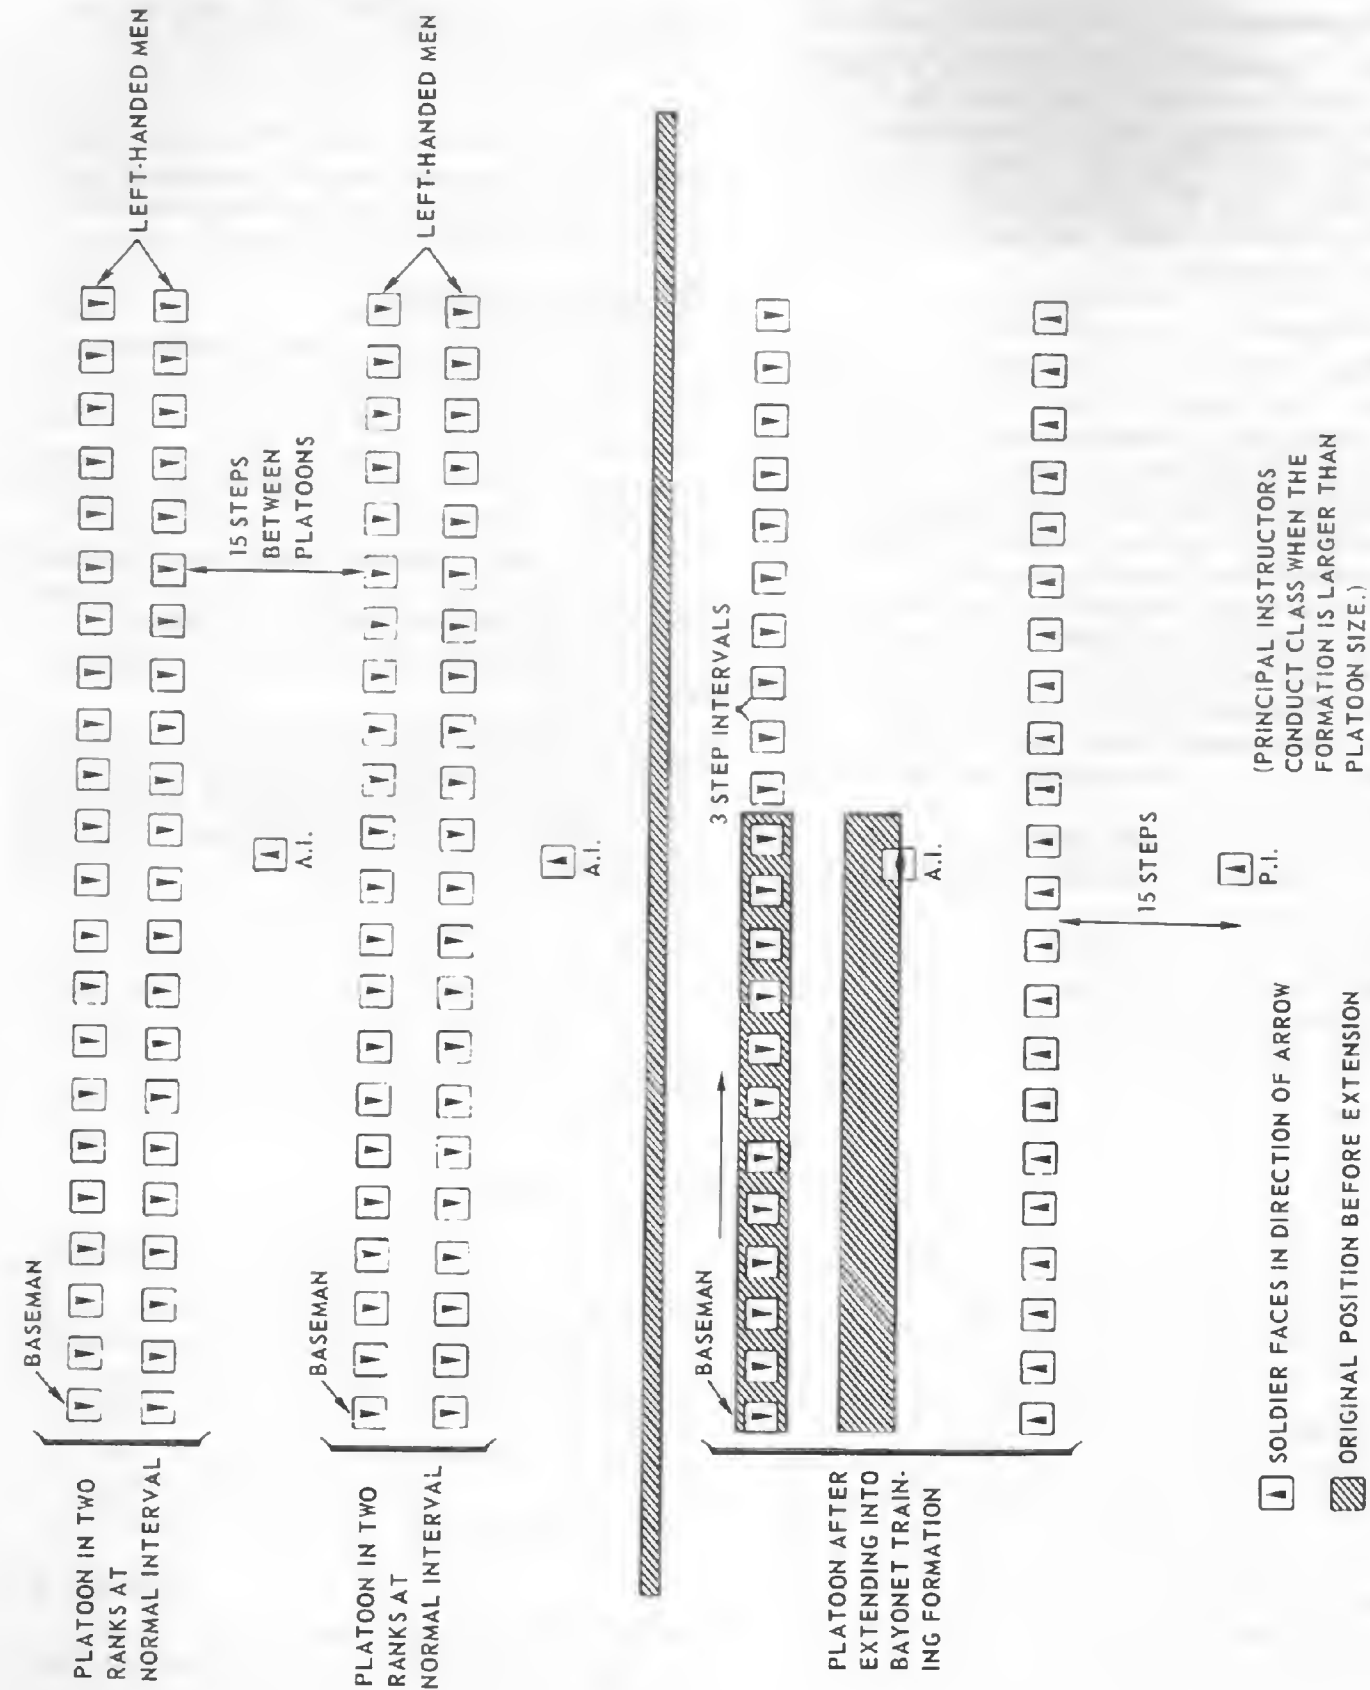 LEFT-HANDED MEN
BASEMAN
PLATOON IN TWO
RANKS AT
NORMAL INTERVAL
15 STEPS
BETWEEN
PLATOONS
A.I.
LEFT-HANDED MEN
BASEMAN
PLATOON IN TWO
RANKS AT
NORMAL INTERVAL
A.I.
3 STEP INTERVALS
BASEMAN
PLATOON AFTER
EXTENDING INTO
BAYONET TRAIN-
ING FORMATION
A.I.
15 STEPS
P.I.
(PRINCIPAL INSTRUCTORS
CONDUCT CLASS WHEN THE
FORMATION IS LARGER THAN
PLATOON SIZE.)
SOLDIER FACES IN DIRECTION OF ARROW
ORIGINAL POSITION BEFORE EXTENSION